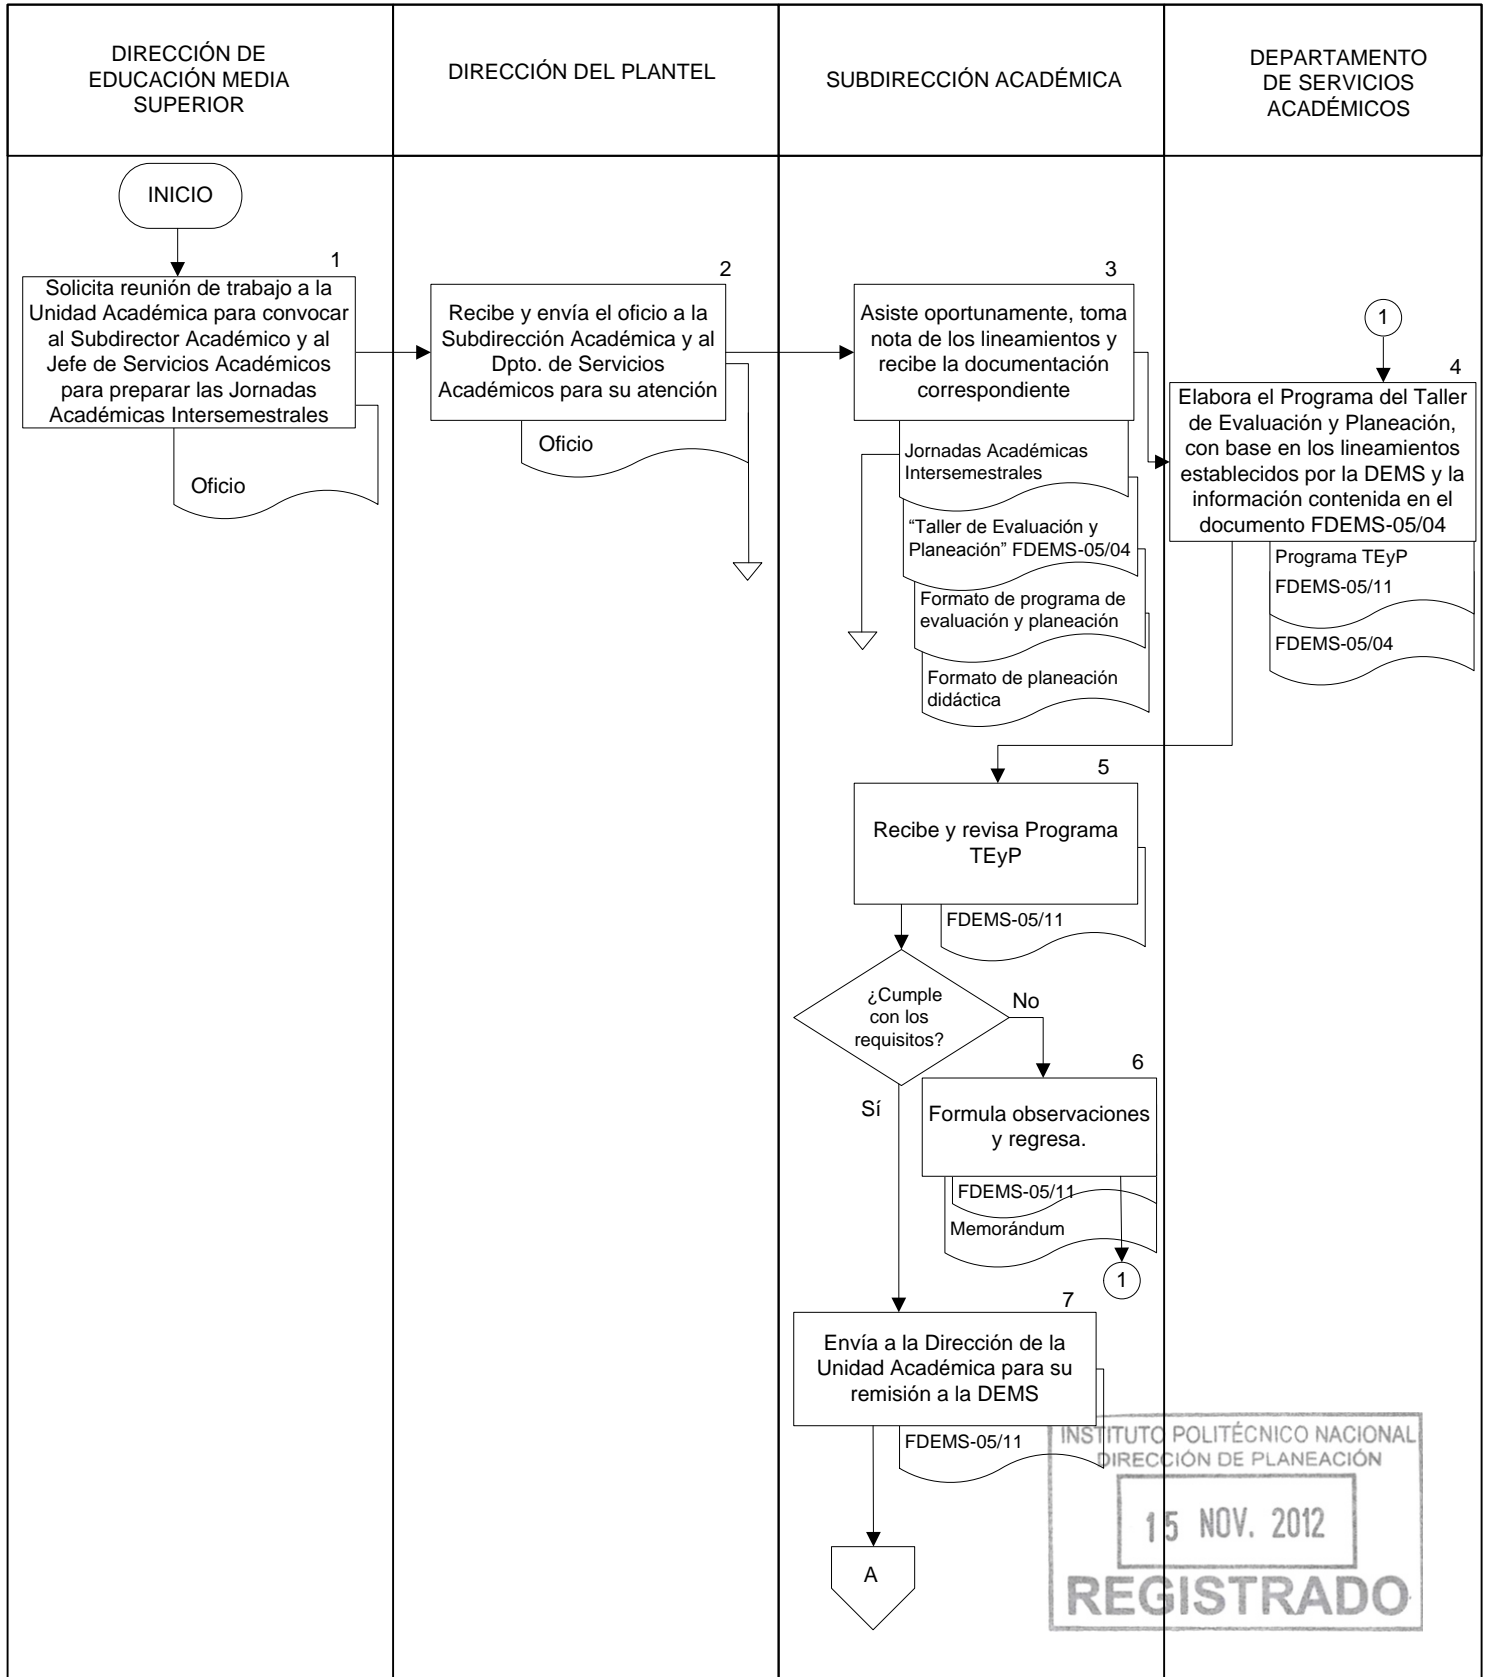 DIRECCIÓN DE
EDUCACIÓN MEDIA
SUPERIOR
DIRECCIÓN DEL PLANTEL
SUBDIRECCIÓN ACADÉMICA
DEPARTAMENTO
DE SERVICIOS
ACADÉMICOS
INICIO
1
Solicita reunión de trabajo a la
Unidad Académica para convocar
al Subdirector Académico y al
Jefe de Servicios Académicos
para preparar las Jornadas
Académicas Intersemestrales
Oficio
2
Recibe y envía el oficio a la
Subdirección Académica y al
Dpto. de Servicios
Académicos para su atención
Oficio
3
Asiste oportunamente, toma
nota de los lineamientos y
recibe la documentación
correspondiente
Jornadas Académicas
Intersemestrales
“Taller de Evaluación y
Planeación” FDEMS-05/04
Formato de programa de
evaluación y planeación
Formato de planeación
didáctica
1
4
Elabora el Programa del Taller
de Evaluación y Planeación,
con base en los lineamientos
establecidos por la DEMS y la
información contenida en el
documento FDEMS-05/04
Programa TEyP
FDEMS-05/11
FDEMS-05/04
5
Recibe y revisa Programa
TEyP
FDEMS-05/11
¿Cumple
con los
requisitos?
No
Sí
6
Formula observaciones
y regresa.
FDEMS-05/11
Memorándum
1
7
Envía a la Dirección de la
Unidad Académica para su
remisión a la DEMS
FDEMS-05/11
A
INSTITUTO POLITÉCNICO NACIONAL
DIRECCIÓN DE PLANEACIÓN
15 NOV. 2012
REGISTRADO